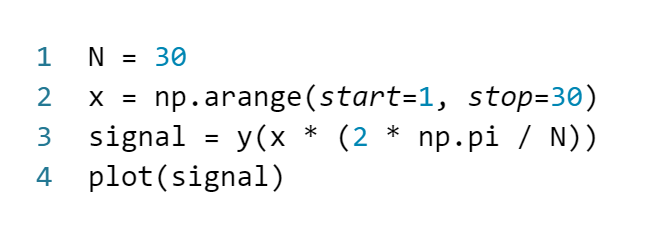 1 N = 30
2 x = np.arange(start=1, stop=30)
3 signal = y(x * (2 * np.pi / N))
4 plot(signal)